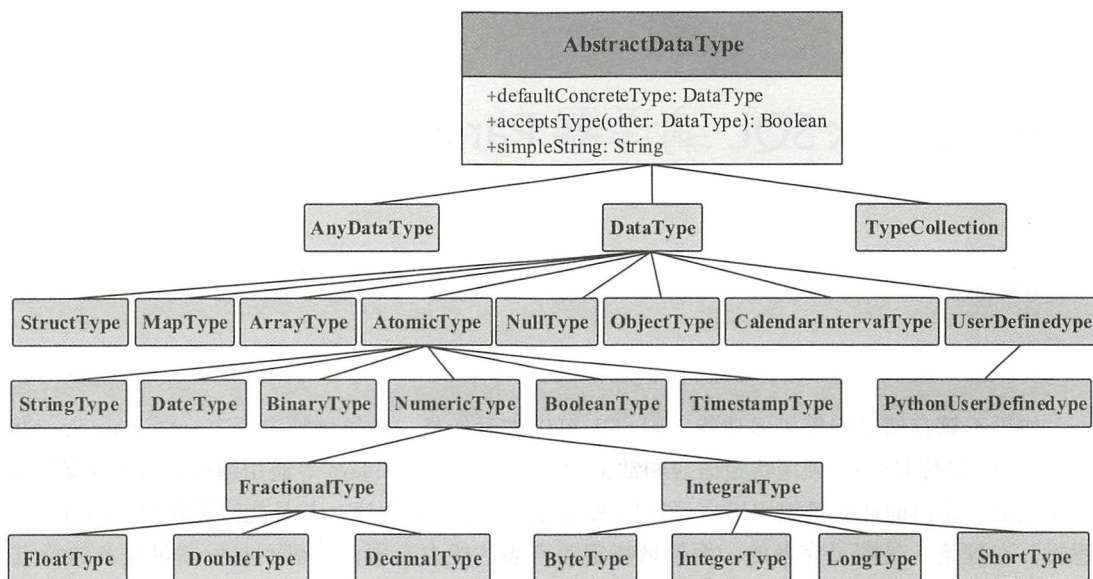 AbstractDataType
+defaultConcreteType: DataType
+acceptsType(other: DataType): Boolean
+simpleString: String
AnyDataType DataType TypeCollection
StructType MapType ArrayType AtomicType NullType ObjectType CalendarIntervalType UserDefinedype
StringType DateType BinaryType NumericType BooleanType TimestampType PythonUserDefinedype
FractionalType IntegralType
FloatType DoubleType DecimalType ByteType IntegerType LongType ShortType